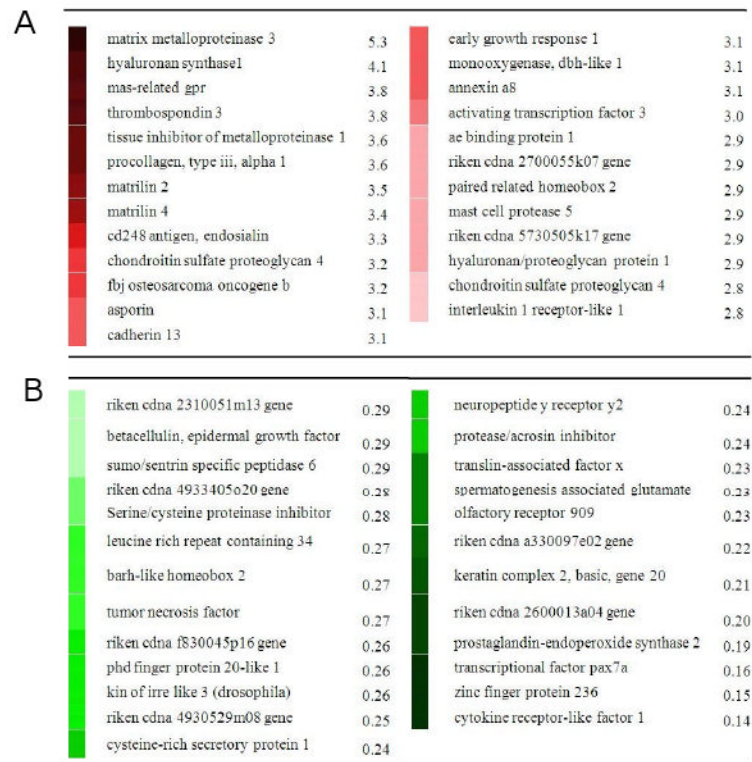 A
matrix metalloproteinase 3 5.3
hyaluronan synthase1 4.1
mas-related gpr 3.8
thrombospondin 3 3.8
tissue inhibitor of metalloproteinase 1 3.6
procollagen, type iii, alpha 1 3.6
matrilin 2 3.5
matrilin 4 3.4
cd248 antigen, endosialin 3.3
chondroitin sulfate proteoglycan 4 3.2
fbj osteosarcoma oncogene b 3.2
asporin 3.1
cadherin 13 3.1
early growth response 1 3.1
monooxygenase, dbh-like 1 3.1
annexin a8 3.1
activating transcription factor 3 3.0
ae binding protein 1 2.9
riken cdna 2700055k07 gene 2.9
paired related homeobox 2 2.9
mast cell protease 5 2.9
riken cdna 5730505k17 gene 2.9
hyaluronan/proteoglycan protein 1 2.9
chondroitin sulfate proteoglycan 4 2.8
interleukin 1 receptor-like 1 2.8
B
riken cdna 2310051m13 gene 0.29
betacellulin, epidermal growth factor 0.29
sumo/sentrin specific peptidase 6 0.29
riken cdna 4933405o20 gene 0.28
Serine/cysteine proteinase inhibitor 0.28
leucine rich repeat containing 34 0.27
barh-like homeobox 2 0.27
tumor necrosis factor 0.27
riken cdna f830045p16 gene 0.26
phd finger protein 20-like 1 0.26
kin of irre like 3 (drosophila) 0.26
riken cdna 4930529m08 gene 0.25
cysteine-rich secretory protein 1 0.24
neuropeptide y receptor y2 0.24
protease/acrosin inhibitor 0.24
translin-associated factor x 0.23
spermatogenesis associated glutamate 0.23
olfactory receptor 909 0.23
riken cdna a330097e02 gene 0.22
keratin complex 2, basic, gene 20 0.21
riken cdna 2600013a04 gene 0.20
prostaglandin-endoperoxide synthase 2 0.19
transcriptional factor pax7a 0.16
zinc finger protein 236 0.15
cytokine receptor-like factor 1 0.14